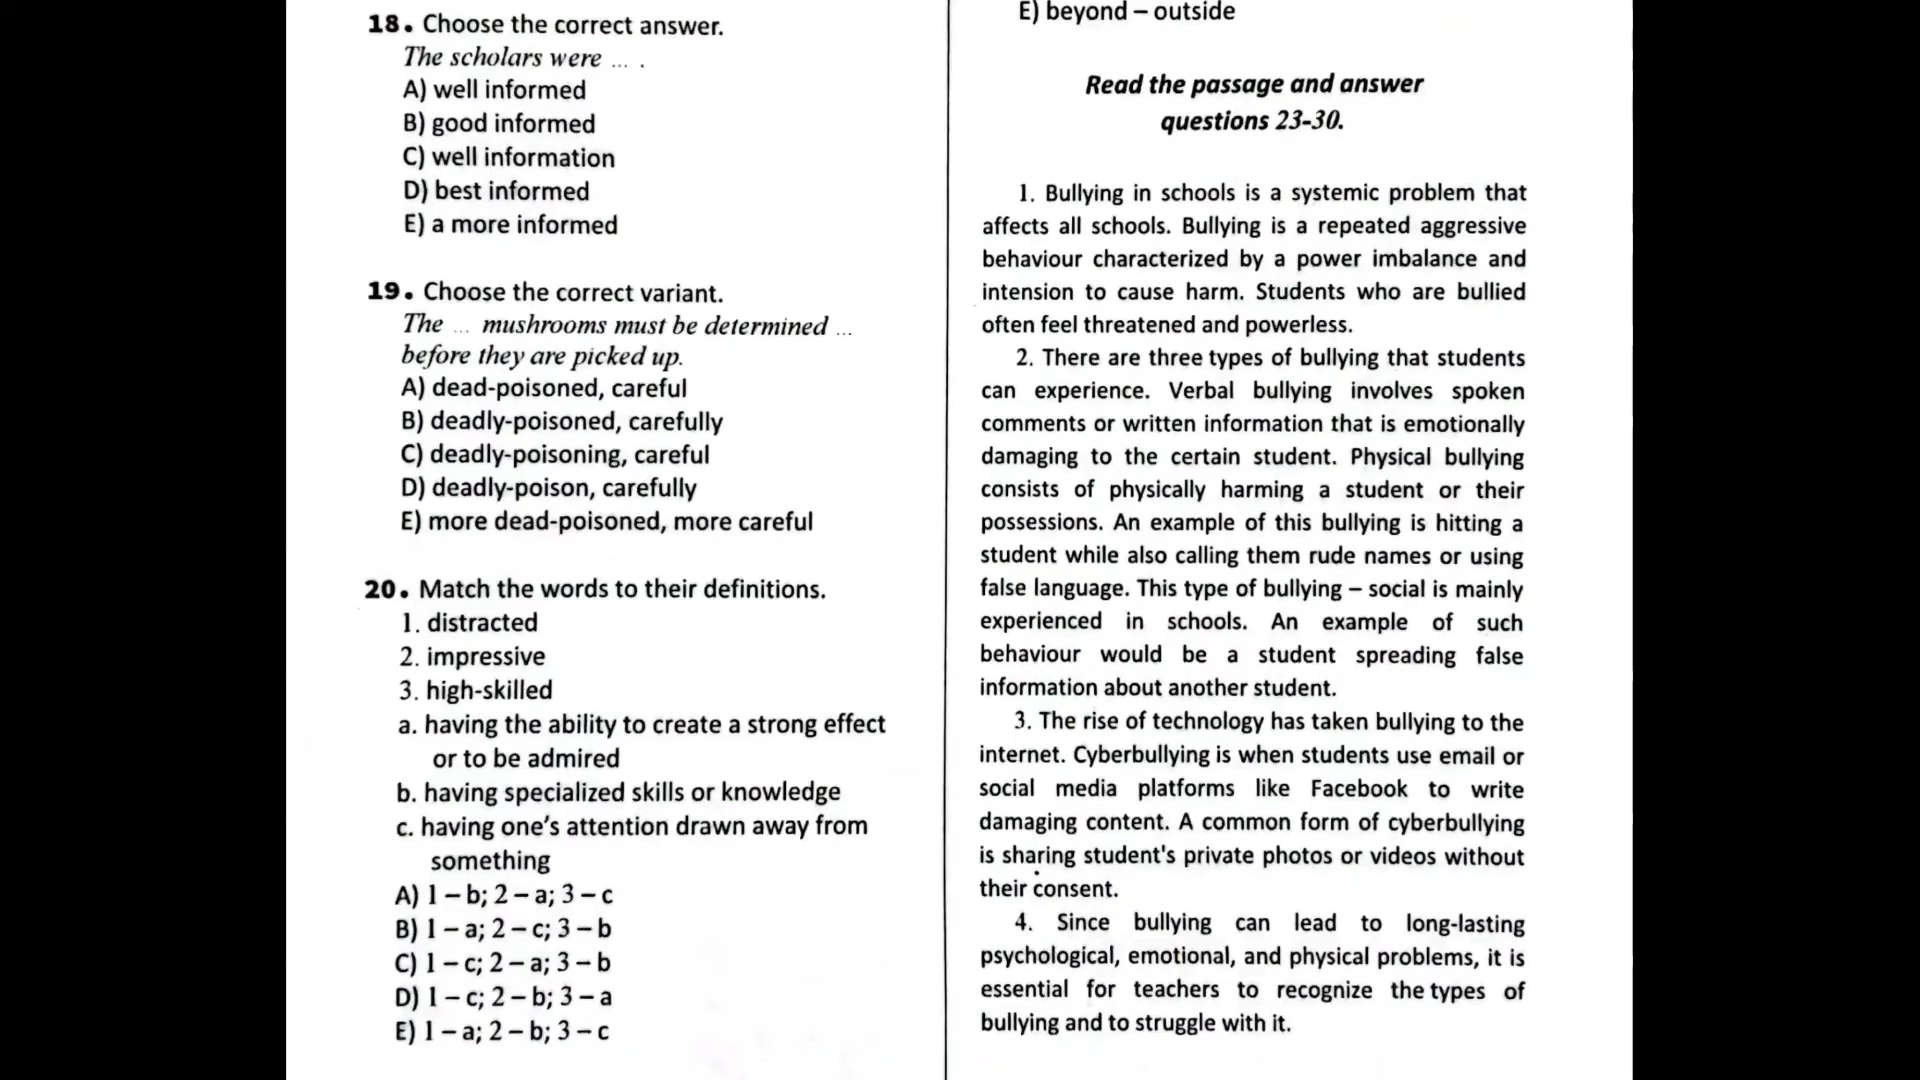 18. Choose the correct answer.
The scholars were ... .
A) well informed
B) good informed
C) well information
D) best informed
E) a more informed
19. Choose the correct variant.
The ... mushrooms must be determined ...
before they are picked up.
A) dead-poisoned, careful
B) deadly-poisoned, carefully
C) deadly-poisoning, careful
D) deadly-poison, carefully
E) more dead-poisoned, more careful
20. Match the words to their definitions.
1. distracted
2. impressive
3. high-skilled
a. having the ability to create a strong effect
or to be admired
b. having specialized skills or knowledge
c. having one's attention drawn away from
something
A) 1 – b; 2 – a; 3 – c
B) 1 – a; 2 – c; 3 – b
C) 1 – c; 2 – a; 3 – b
D) 1 – c; 2 – b; 3 – a
E) 1 – a; 2 – b; 3 – c
E) beyond – outside
Read the passage and answer
questions 23-30.
1. Bullying in schools is a systemic problem that
affects all schools. Bullying is a repeated aggressive
behaviour characterized by a power imbalance and
intension to cause harm. Students who are bullied
often feel threatened and powerless.
2. There are three types of bullying that students
can experience. Verbal bullying involves spoken
comments or written information that is emotionally
damaging to the certain student. Physical bullying
consists of physically harming a student or their
possessions. An example of this bullying is hitting a
student while also calling them rude names or using
false language. This type of bullying – social is mainly
experienced in schools. An example of such
behaviour would be a student spreading false
information about another student.
3. The rise of technology has taken bullying to the
internet. Cyberbullying is when students use email or
social media platforms like Facebook to write
damaging content. A common form of cyberbullying
is sharing student's private photos or videos without
their consent.
4. Since bullying can lead to long-lasting
psychological, emotional, and physical problems, it is
essential for teachers to recognize the types of
bullying and to struggle with it.